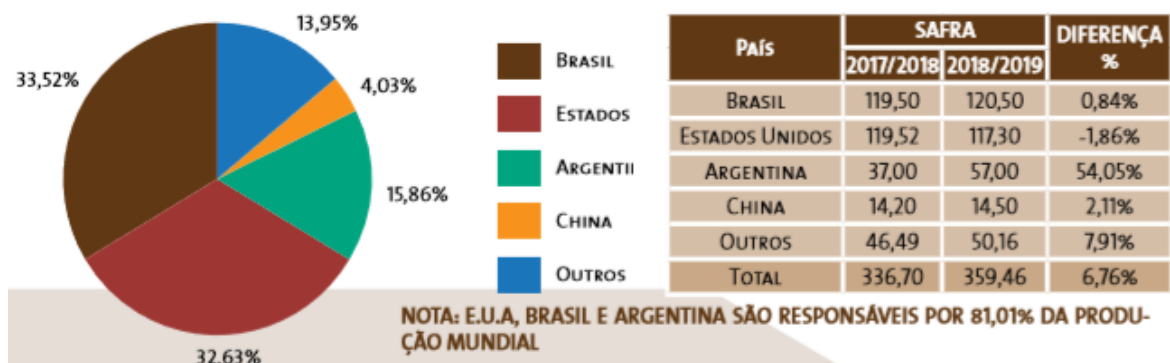 13,95%
33,52%
4,03%
15,86%
32,63%
BRASIL
ESTADOS
ARGENTII
CHINA
OUTROS
PAÍS SAFRA DIFERENÇA %
2017/2018 2018/2019
BRASIL 119,50 120,50 0,84%
ESTADOS UNIDOS 119,52 117,30 -1,86%
ARGENTINA 37,00 57,00 54,05%
CHINA 14,20 14,50 2,11%
OUTROS 46,49 50,16 7,91%
TOTAL 336,70 359,46 6,76%
NOTA: E.U.A, BRASIL E ARGENTINA SÃO RESPONSÁVEIS POR 81,01% DA PRODU-
ÇÃO MUNDIAL